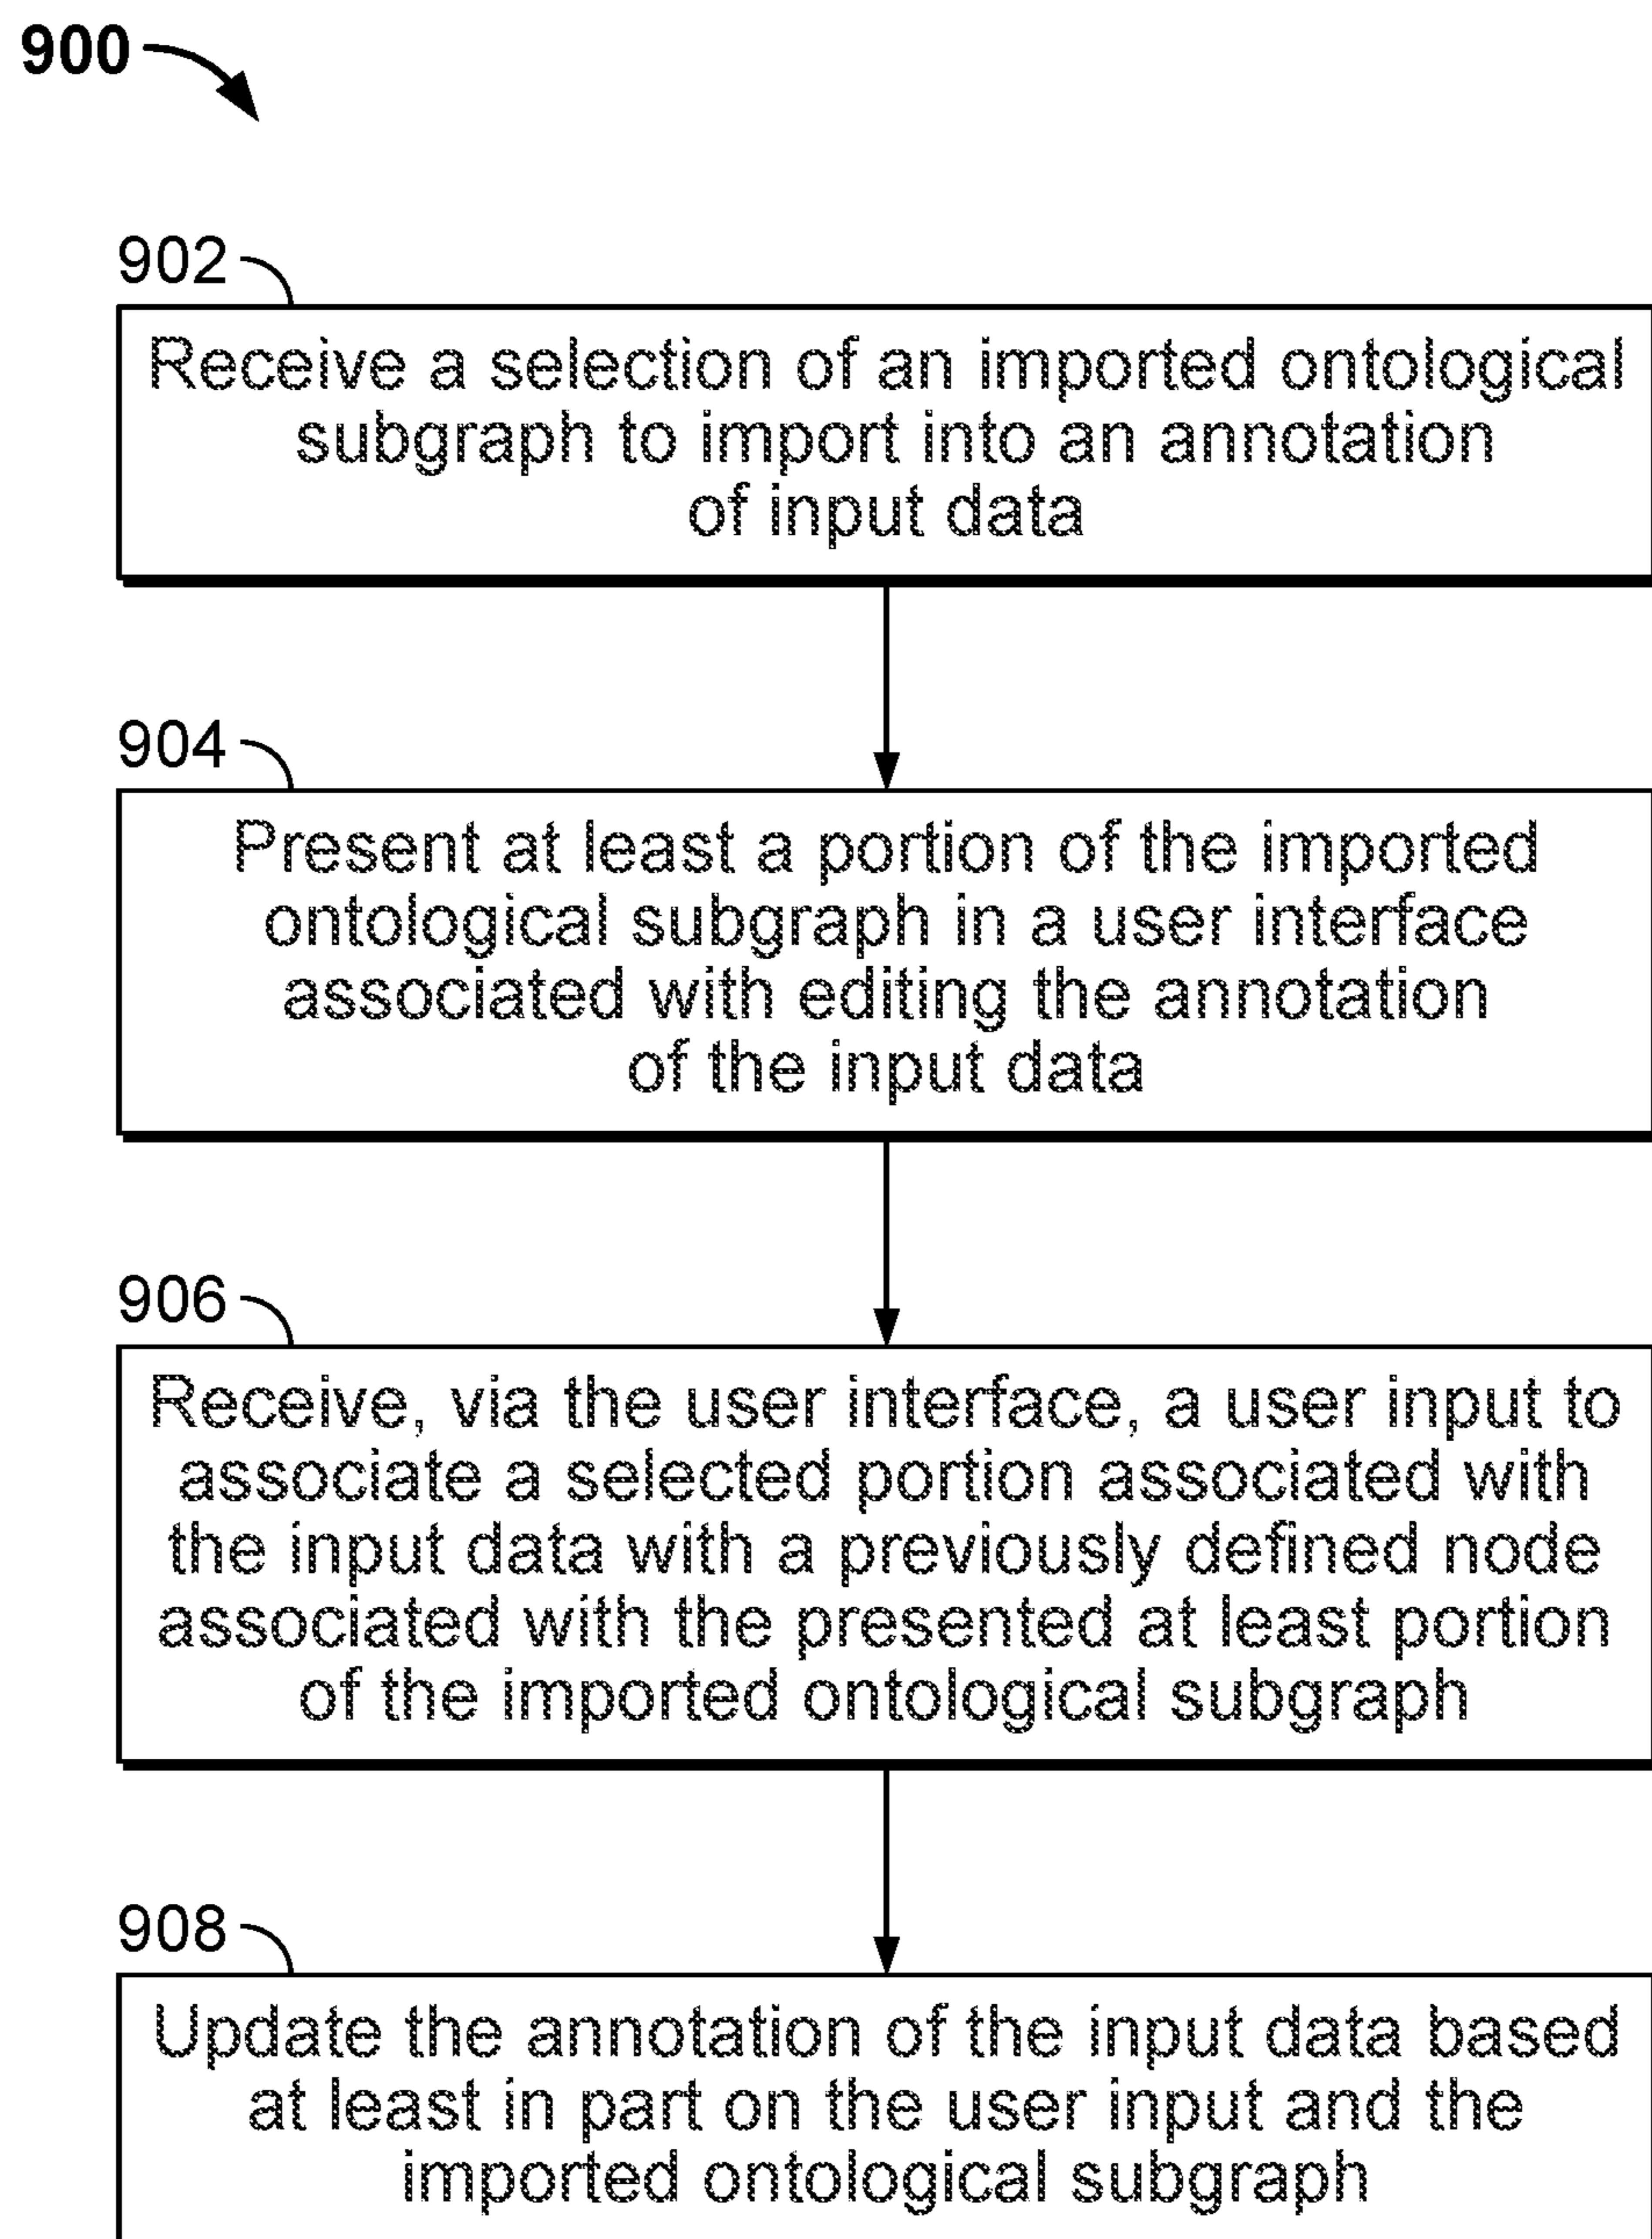 900
902
Receive a selection of an imported ontological
subgraph to import into an annotation
of input data
904
Present at least a portion of the imported
ontological subgraph in a user interface
associated with editing the annotation
of the input data
906
Receive, via the user interface, a user input to
associate a selected portion associated with
the input data with a previously defined node
associated with the presented at least portion
of the imported ontological subgraph
908
Update the annotation of the input data based
at least in part on the user input and the
imported ontological subgraph